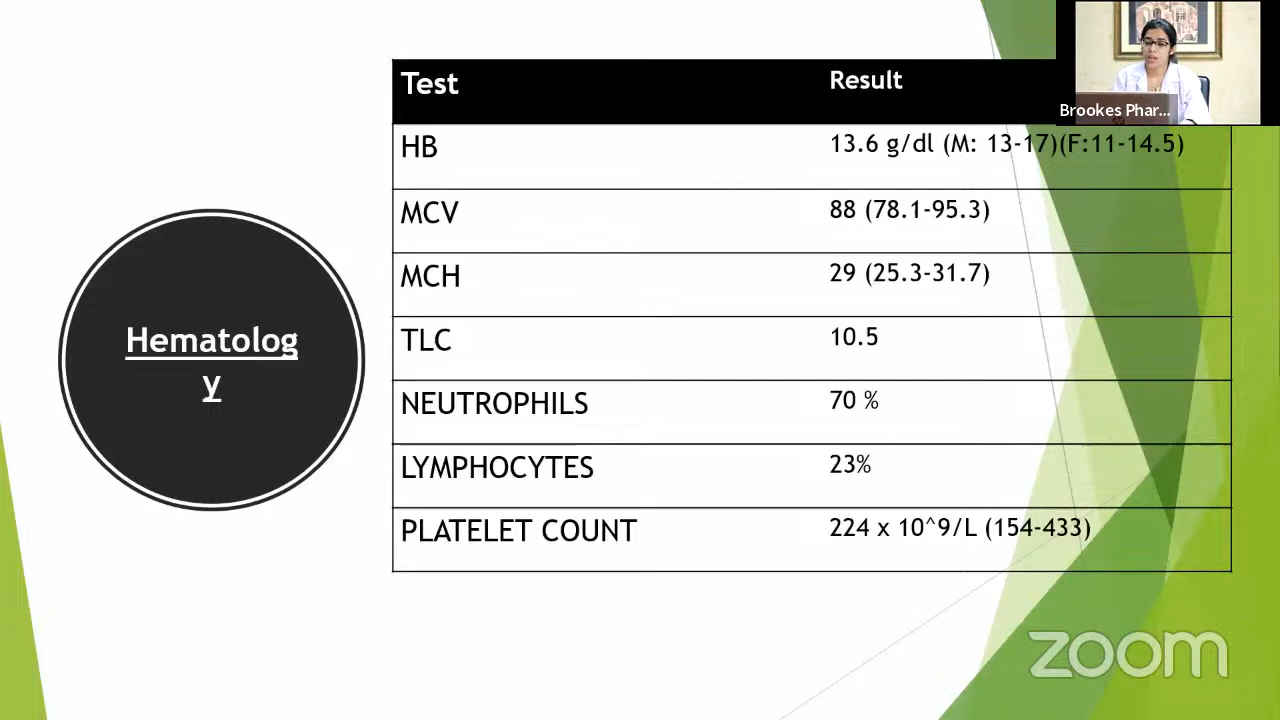 Test Result
Brookes Phar...
HB 13.6 g/dl (M: 13-17)(F:11-14.5)
MCV 88 (78.1-95.3)
MCH 29 (25.3-31.7)
Hematolog
y
TLC 10.5
NEUTROPHILS 70 %
LYMPHOCYTES 23%
PLATELET COUNT 224 x 10^9/L (154-433)
zoom